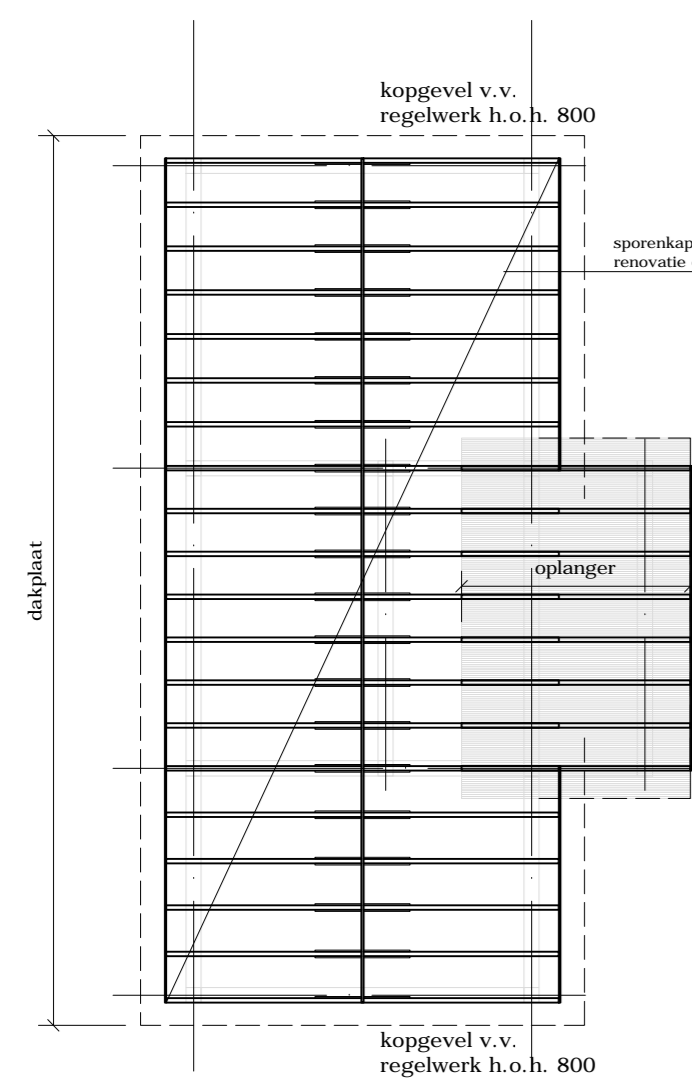 kopgevel v.v.
regelwerk h.o.h. 800
sporenkap
renovatie
oplanger
dakplaat
kopgevel v.v.
regelwerk h.o.h. 800